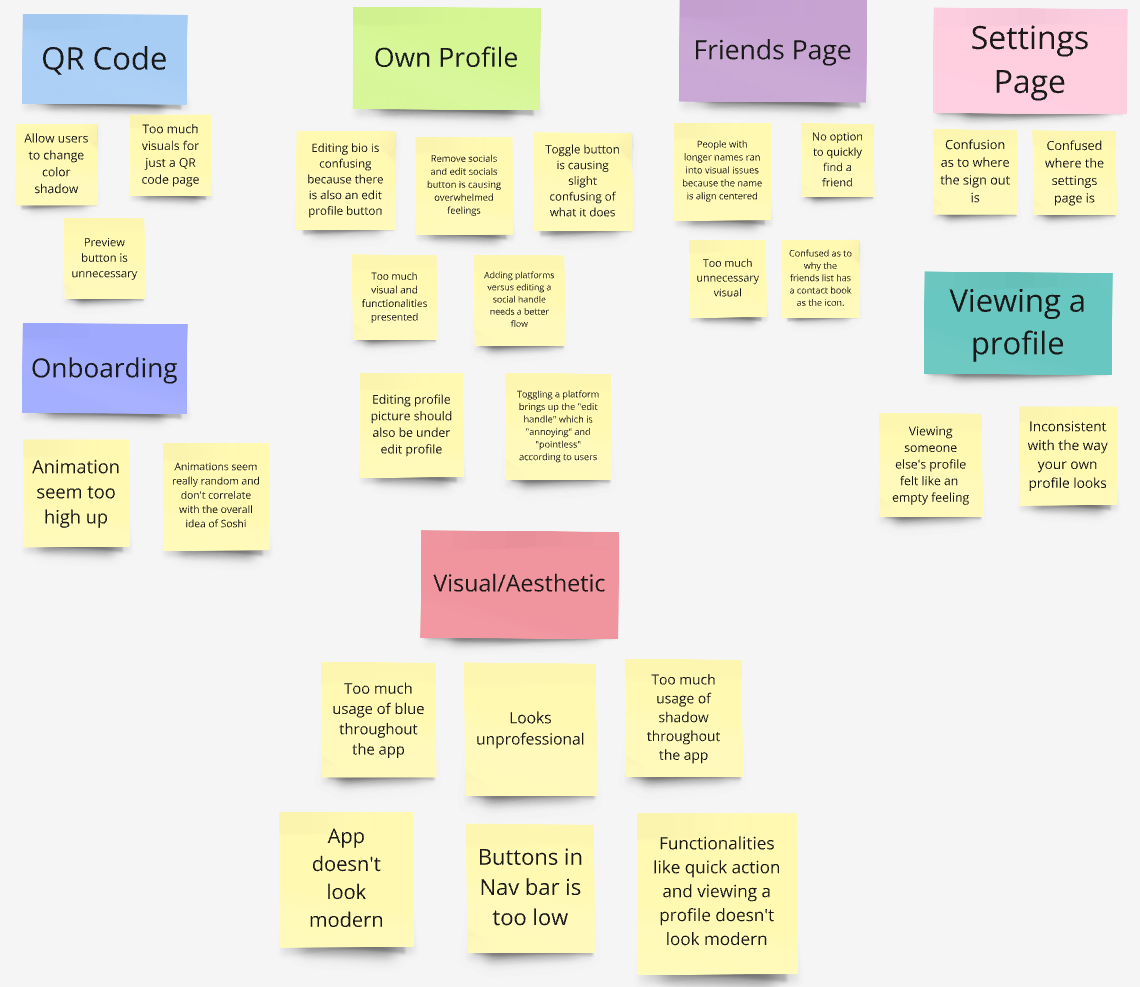 QR Code
Allow users
to change
color
shadow
Too much
visuals for
just a QR
code page
Preview
button is
unnecessary
Onboarding
Animation
seem too
high up
Animations seem
really random and
don't correlate
with the overall
idea of Soshi
Own Profile
Editing bio is
confusing
because there
is also an edit
profile button
Remove socials
and edit socials
button is causing
overwhelmed
feelings
Toggle button
is causing
slight
confusing of
what it does
Too much
visual and
functionalities
presented
Adding platforms
versus editing a
social handle
needs a better
flow
Editing profile
picture should
also be under
edit profile
Toggling a platform
brings up the "edit
handle" which is
"annoying" and
"pointless"
according to users
Friends Page
People with
longer names ran
into visual issues
because the name
is align centered
No option
to quickly
find a
friend
Too much
unnecessary
visual
Confused as to
why the
friends list has
a contact book
as the icon.
Settings
Page
Confusion
as to where
the sign out
is
Confused
where the
settings
page is
Viewing a
profile
Viewing
someone
else's profile
felt like an
empty feeling
Inconsistent
with the way
your own
profile looks
Visual/Aesthetic
Too much
usage of blue
throughout
the app
Looks
unprofessional
Too much
usage of
shadow
throughout
the app
App
doesn't
look
modern
Buttons in
Nav bar is
too low
Functionalities
like quick action
and viewing a
profile doesn't
look modern